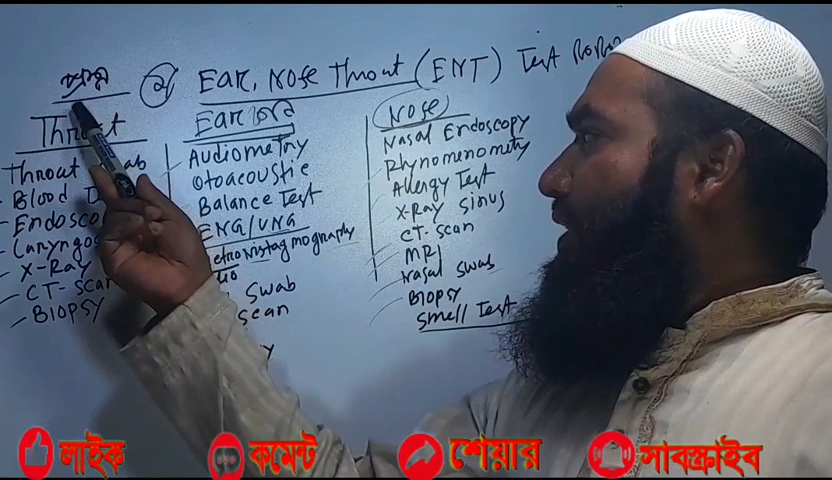 প্রশ্ন
Ear, Nose Throat (ENT) Test
Throat
Throat
Blood
X-Ray
CT-Scan
Biopsy
Ear
Audiometry
Otoacoustic
Balance Test
ENG/VNG
Swab
scan
Nose
Nasal Endoscopy
Rhynomenometry
Allergy Test
X-Ray Sinus
CT-Scan
MRI
Nasal Swab
Biopsy
Smell Test
লাইক
কমেন্ট
শেয়ার
সাবস্ক্রাইব